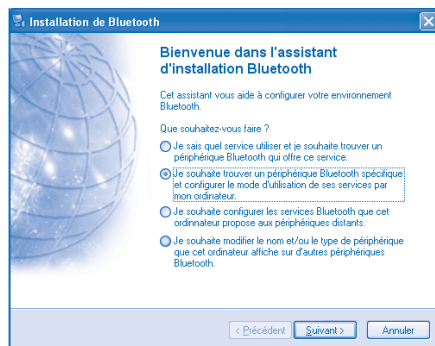 Installation de Bluetooth
Bienvenue dans l'assistant
d'installation Bluetooth
Cet assistant vous aide à configurer votre environnement
Bluetooth.
Que souhaitez-vous faire ?
Je sais quel service utiliser et je souhaite trouver un
périphérique Bluetooth qui offre ce service.
Je souhaite trouver un périphérique Bluetooth spécifique
et configurer le mode d'utilisation de ses services par
mon ordinateur.
Je souhaite configurer les services Bluetooth que cet
ordinnateur propose aux périphériques distants.
Je souhaite modifier le nom et/ou le type de périphérique
que cet ordinateur affiche sur d'autres périphériques
Bluetooth.
< Précédent Suivant > Annuler